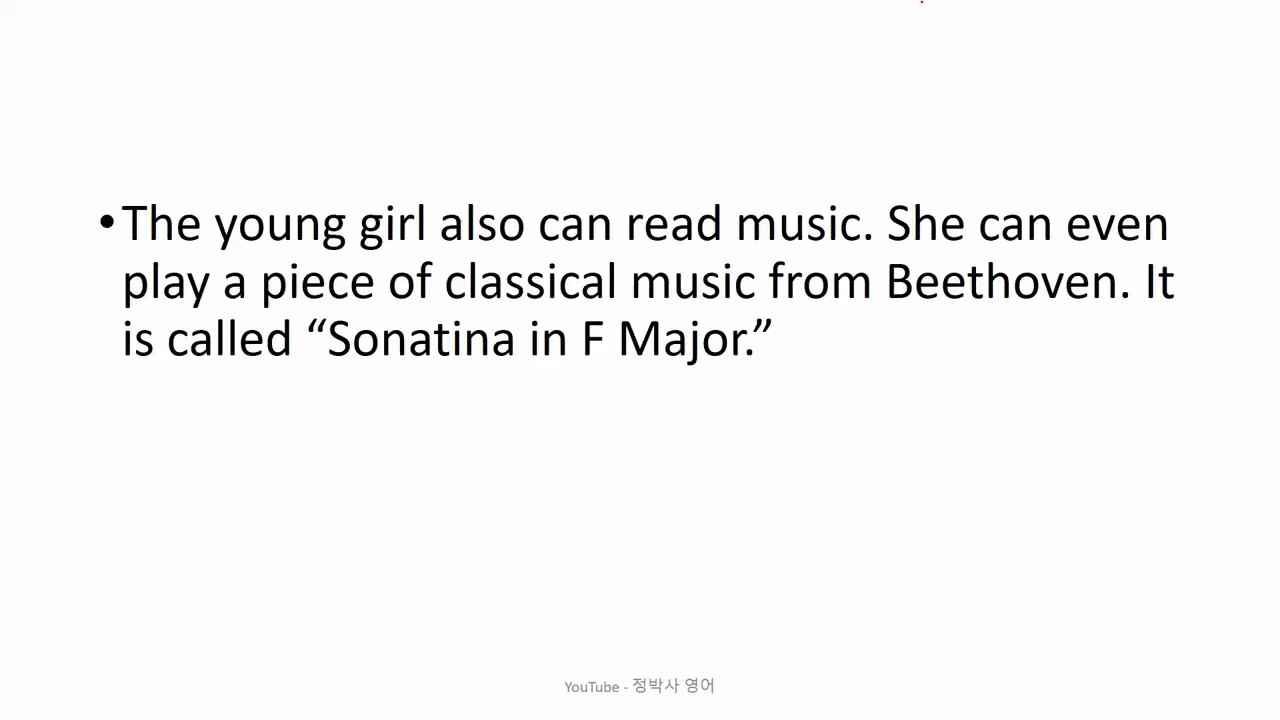 •The young girl also can read music. She can even
play a piece of classical music from Beethoven. It
is called “Sonatina in F Major.”
YouTube - 정박사 영어